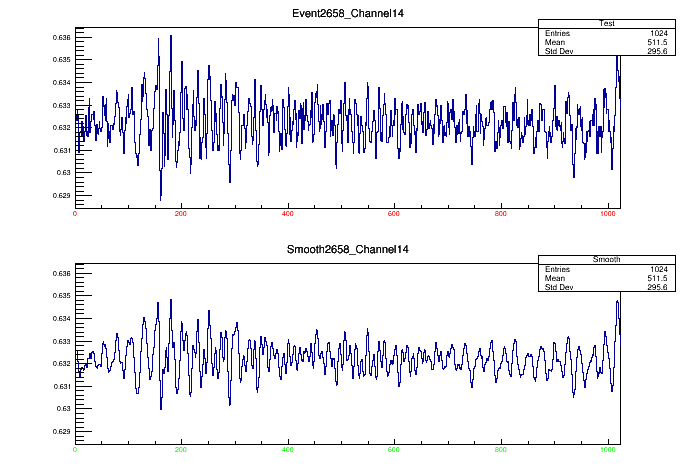 Event2658_Channel14
Test
Entries 1024
Mean 511.5
Std Dev 295.6
0.636
0.635
0.634
0.633
0.632
0.631
0.63
0.629
0 200 400 600 800 1000
Smooth2658_Channel14
Smooth
Entries 1024
Mean 511.5
Std Dev 295.6
0.636
0.635
0.634
0.633
0.632
0.631
0.63
0.629
0 200 400 600 800 1000